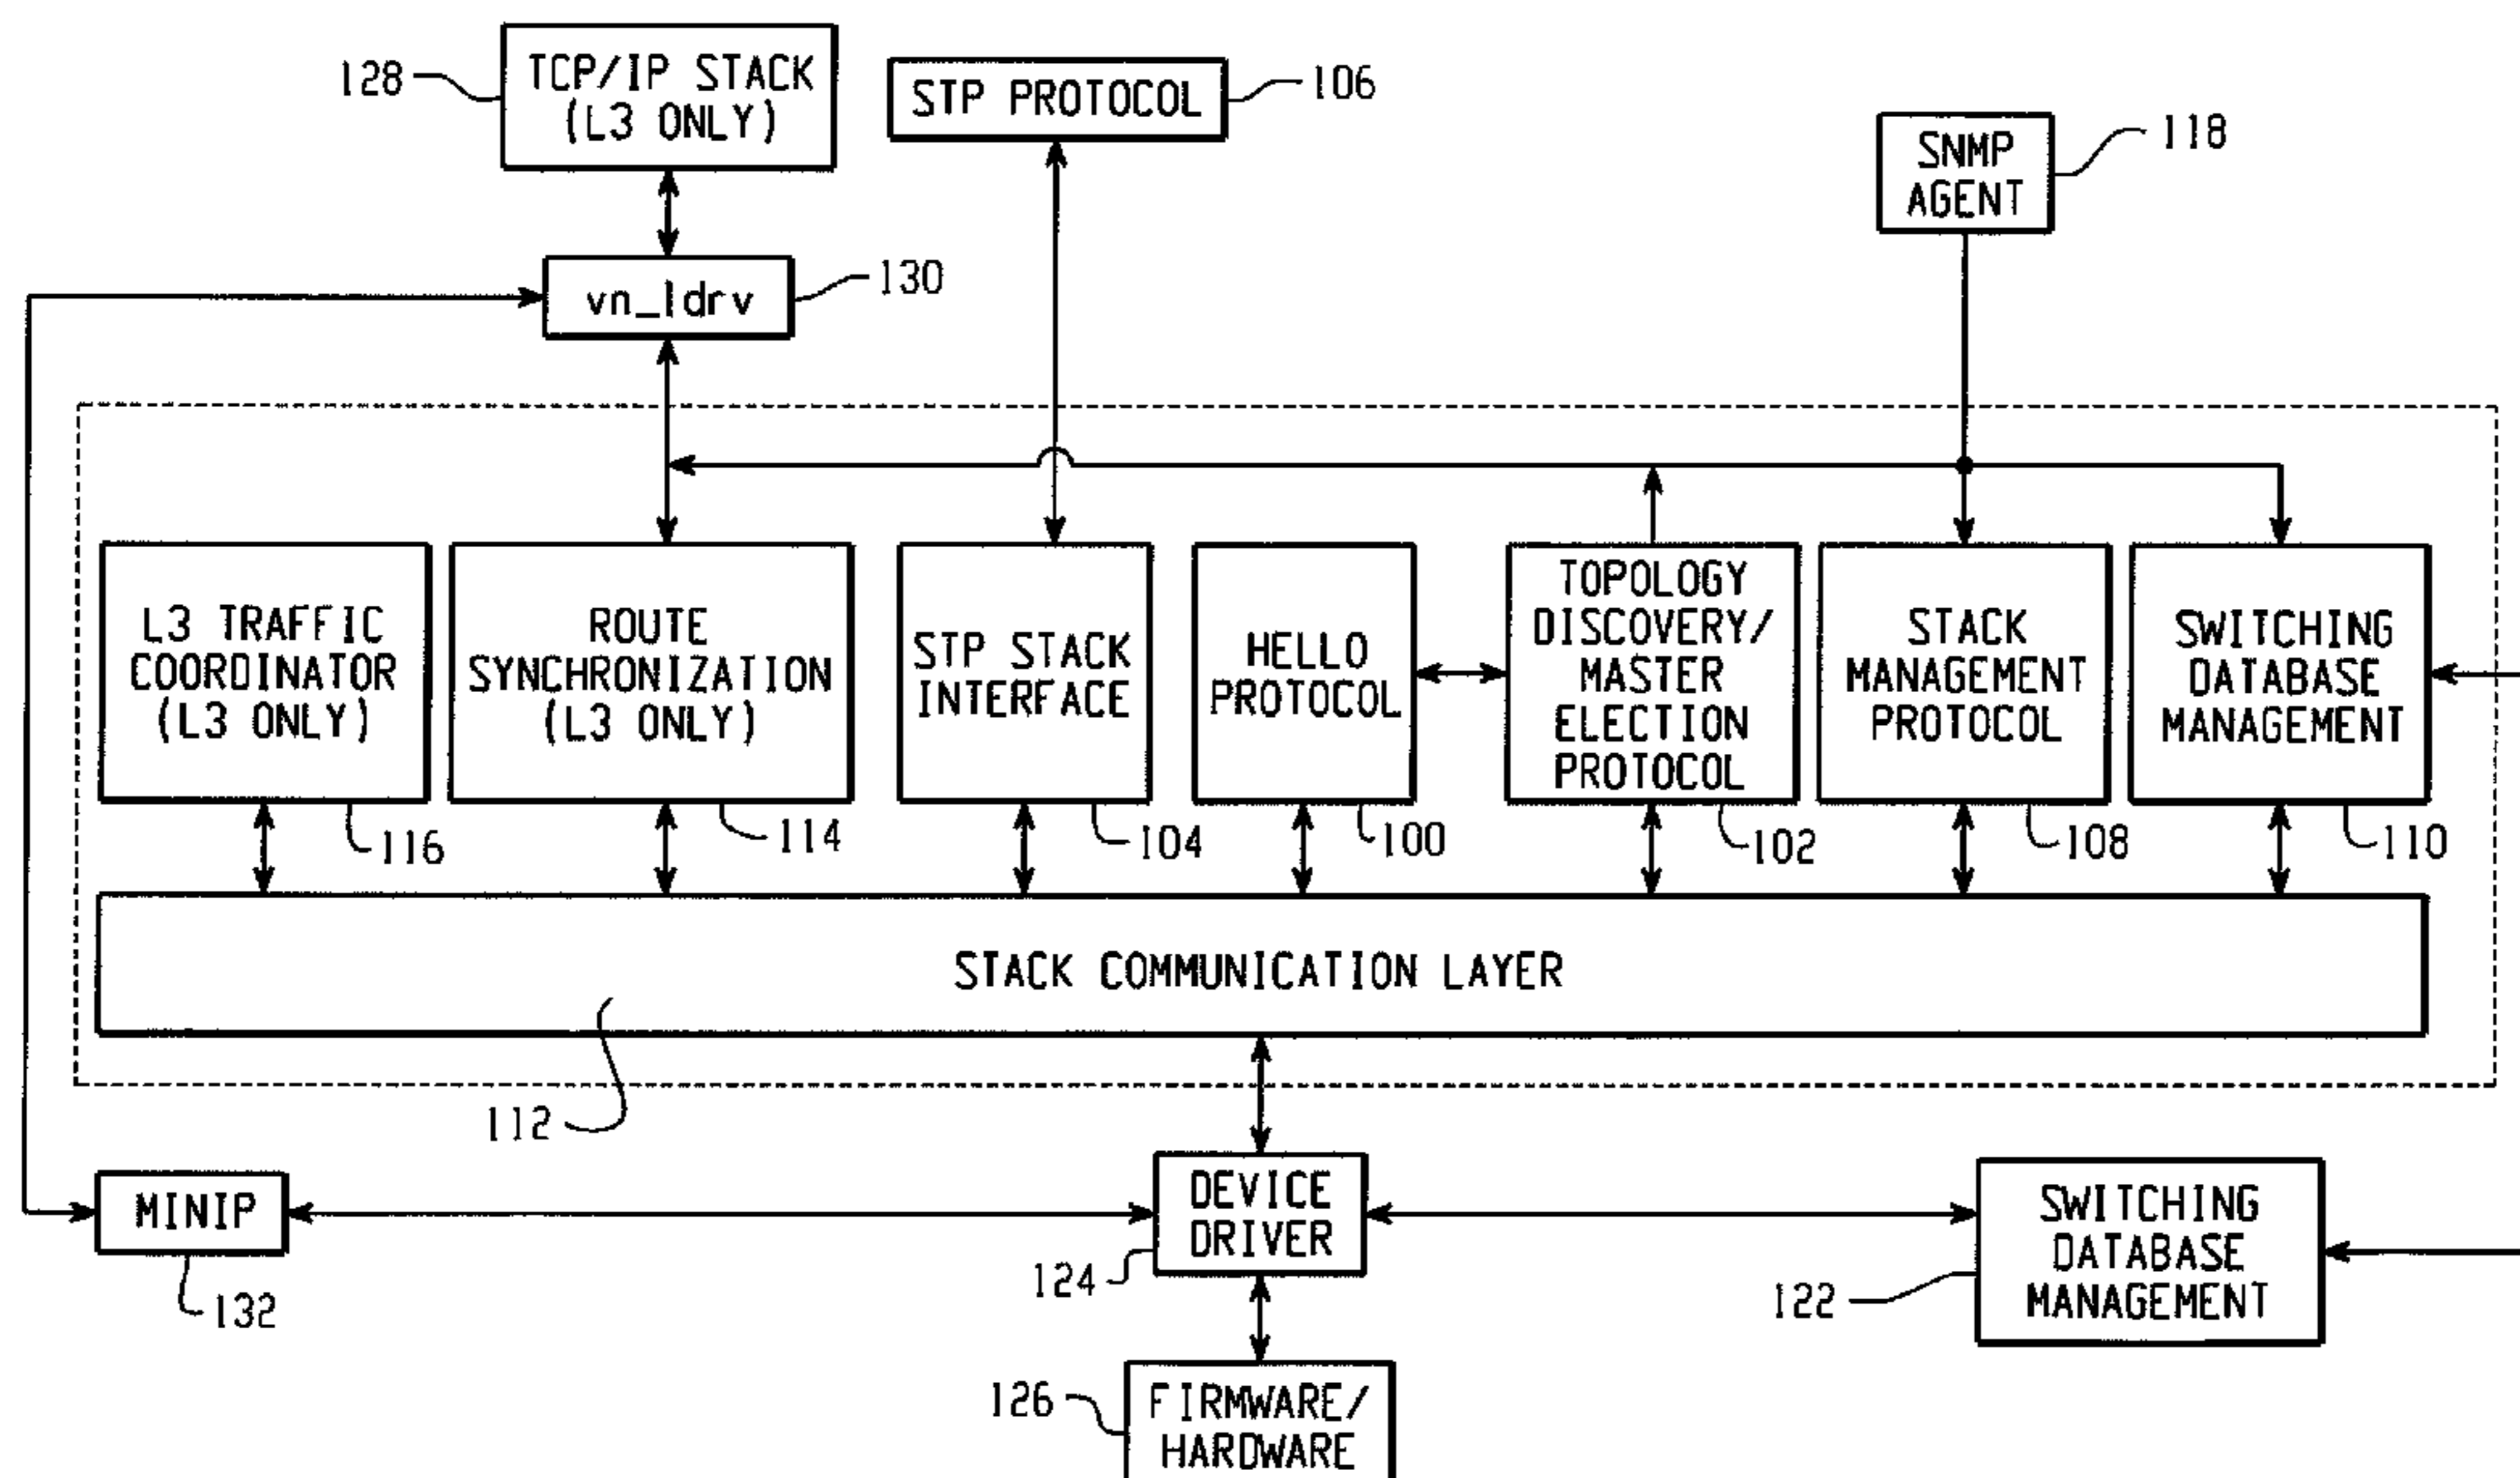 TCP/IP STACK
(L3 ONLY)
128
STP PROTOCOL
106
SNMP
AGENT
118
vn_ldrv
130
L3 TRAFFIC
COORDINATOR
(L3 ONLY)
116
ROUTE
SYNCHRONIZATION
(L3 ONLY)
114
STP STACK
INTERFACE
104
HELLO
PROTOCOL
100
TOPOLOGY
DISCOVERY/
MASTER
ELECTION
PROTOCOL
102
STACK
MANAGEMENT
PROTOCOL
108
SWITCHING
DATABASE
MANAGEMENT
110
STACK COMMUNICATION LAYER
112
MINIP
132
DEVICE
DRIVER
124
SWITCHING
DATABASE
MANAGEMENT
122
FIRMWARE/
HARDWARE
126